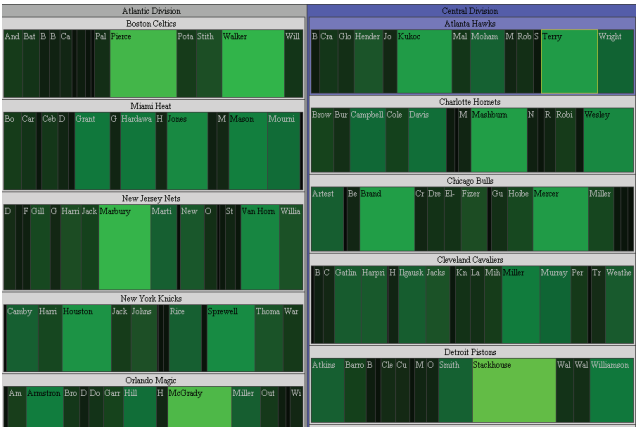 Atlantic Division
Boston Celtics
And Bat B B Ca Pal Pierce Pota Stith Walker Will
Miami Heat
Bo Car Ceb D Grant G Hardawa H Jones M Mason Mourni
New Jersey Nets
D F Gill G Harri Jack Marbury Marti New O St Van Horn Willia
New York Knicks
Camby Harri Houston Jack Johns Rice Sprewell Thoma War
Orlando Magic
Am Armstron Bro D Do Garr Hill H McGrady Miller Out Wi
Central Division
Atlanta Hawks
B Cra Glo Hender Jo Kukoc Mal Moham M Rob S Terry Wright
Charlotte Hornets
Brow Bur Campbell Cole Davis M Mashburn N R Robi Wesley
Chicago Bulls
Artest Be Brand Cr Dre El- Fizer Gu Hoibe Mercer Miller
Cleveland Cavaliers
B C Gatlin Harpri H Ilgausk Jacks Kn La Mih Miller Murray Per Tr Weathe
Detroit Pistons
Atkins Barro B Cle Cu M O Smith Stackhouse Wal Wal Williamson